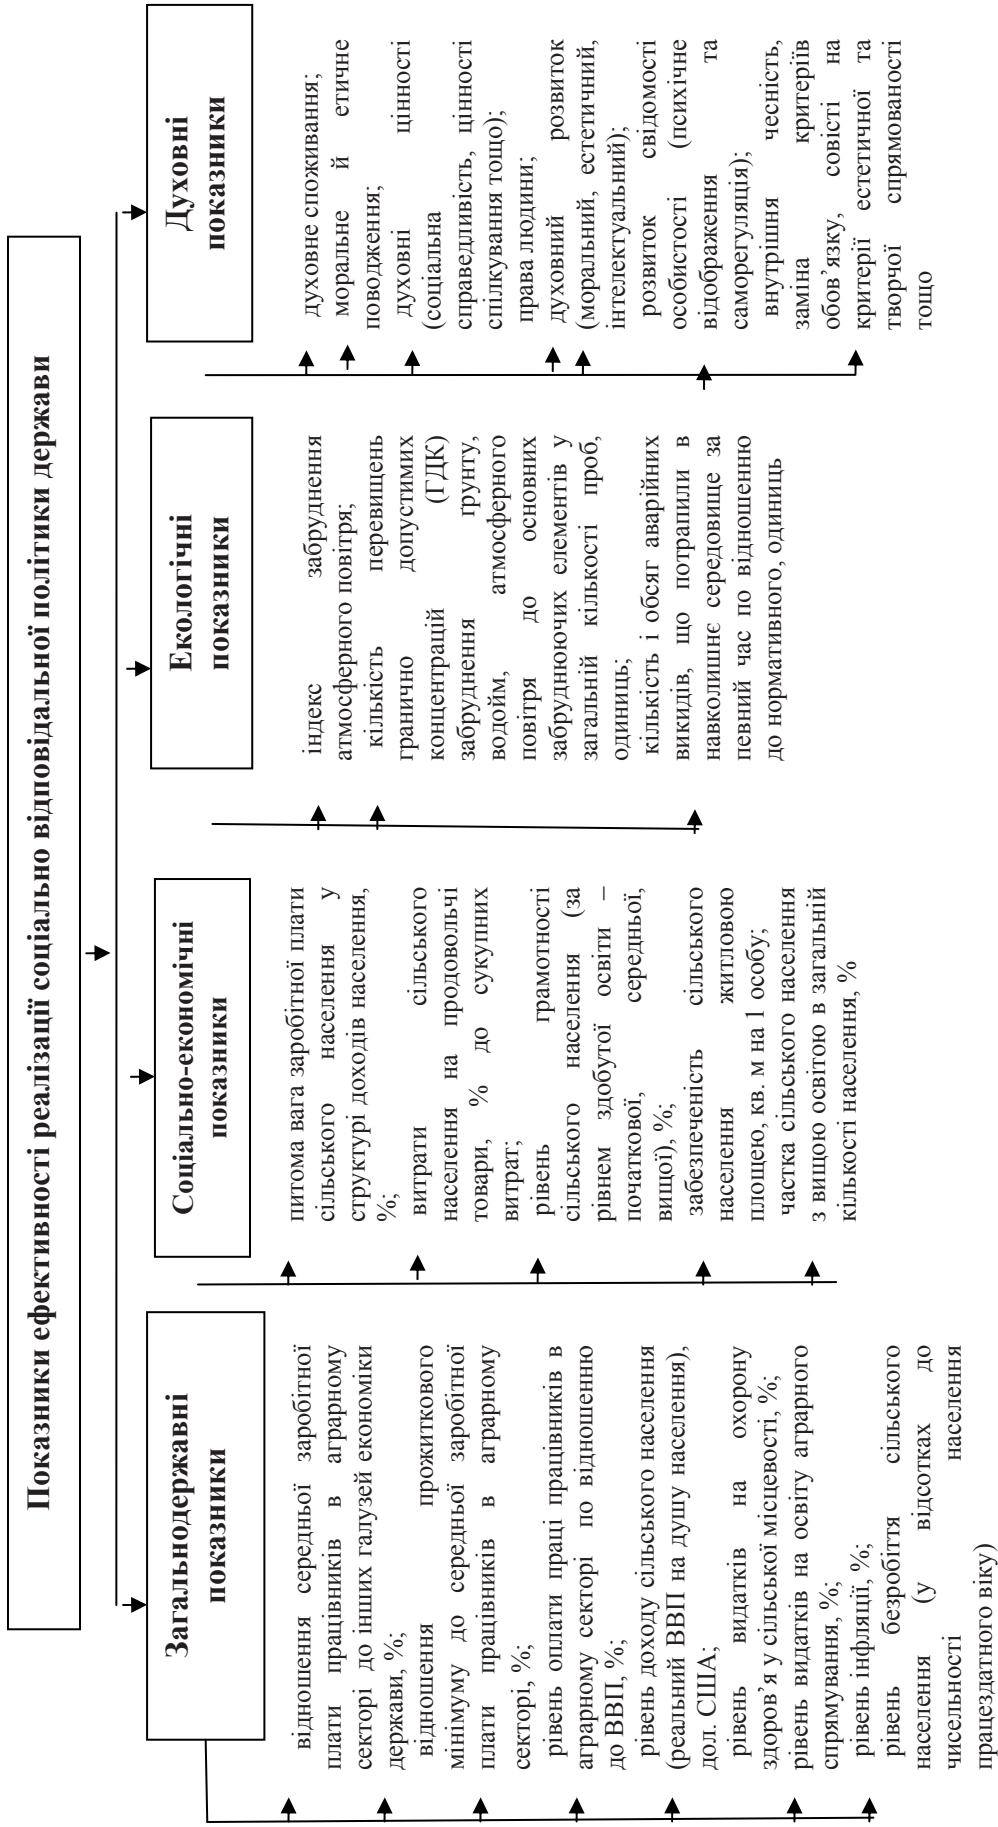 Показники ефективності реалізації соціально відповідальної політики держави
Загальнодержавні
показники
відношення середньої заробітної
плати працівників в аграрному
секторі до інших галузей економіки
держави, %;
відношення прожиткового
мінімуму до середньої заробітної
плати працівників в аграрному
секторі, %;
рівень оплати праці працівників в
аграрному секторі по відношенню
до ВВП, %;
рівень доходу сільського населення
(реальний ВВП на душу населення),
дол. США;
рівень видатків на охорону
здоров'я у сільської місцевості, %;
рівень видатків на освіту аграрного
спрямування, %;
рівень інфляції, %;
рівень безробіття сільського
населення (у відсотках до
чисельності населення
працездатного віку)
Соціально-економічні
показники
питома вага заробітної плати
сільського населення у
структурі доходів населення,
%;
витрати сільського
населення на продовольчі
товари, % до сукупних
витрат;
рівень грамотності
сільського населення (за
рівнем здобутої освіти –
початкової, середньої,
вищої), %;
забезпеченість сільського
населення житловою
площею, кв. м на 1 особу;
частка сільського населення
з вищою освітою в загальній
кількості населення, %
Екологічні
показники
індекс забруднення
атмосферного повітря;
кількість перевищень
гранично допустимих
концентрацій (ГДК)
забруднення ґрунту,
водойм, атмосферного
повітря до основних
забруднюючих елементів у
загальній кількості проб,
одиниць;
кількість і обсяг аварійних
викидів, що потрапили в
навколишнє середовище за
певний час по відношенню
до нормативного, одиниць
Духовні
показники
духовне споживання;
моральне й етичне
поводження;
духовні цінності
(соціальна
справедливість, цінності
спілкування тощо);
права людини;
духовний розвиток
(моральний, естетичний,
інтелектуальний);
розвиток свідомості
особистості (психічне
відображення та
саморегуляція);
внутрішня чесність,
заміна критеріїв
обов'язку, совісті на
критерії естетичної та
творчої спрямованості
тощо